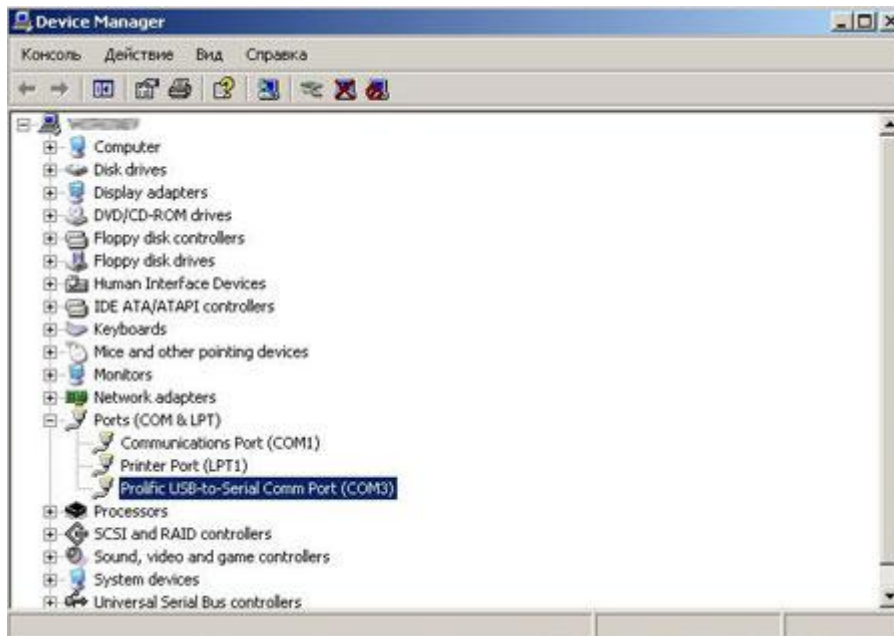 Device Manager
Консоль Действие Вид Справка
Computer
Disk drives
Display adapters
DVD/CD-ROM drives
Floppy disk controllers
Floppy disk drives
Human Interface Devices
IDE ATA/ATAPI controllers
Keyboards
Mice and other pointing devices
Monitors
Network adapters
Ports (COM & LPT)
Communications Port (COM1)
Printer Port (LPT1)
Prolific USB-to-Serial Comm Port (COM3)
Processors
SCSI and RAID controllers
Sound, video and game controllers
System devices
Universal Serial Bus controllers